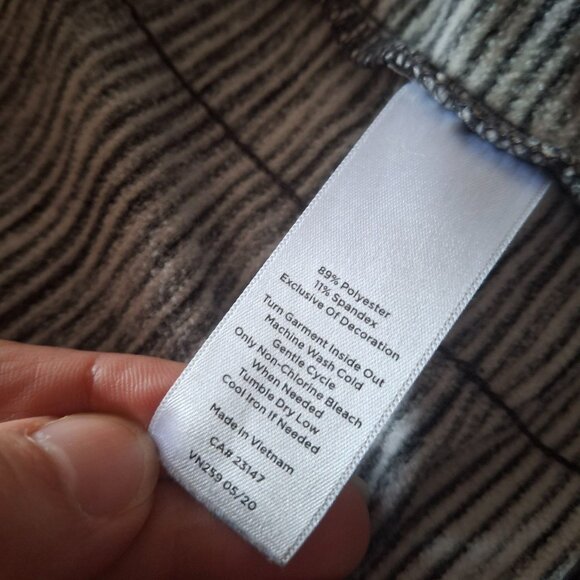 89% Polyester
11% Spandex
Exclusive Of Dacoration
Turn Garment Inside Out
Machine Wash Cold
Gentle Cycle
Only Non-Chlorine Bleach
When Needed
Tumble Dry Low
Cool Iron if Needed
Made in Vietnam
CA# 23147
VN259 05/20